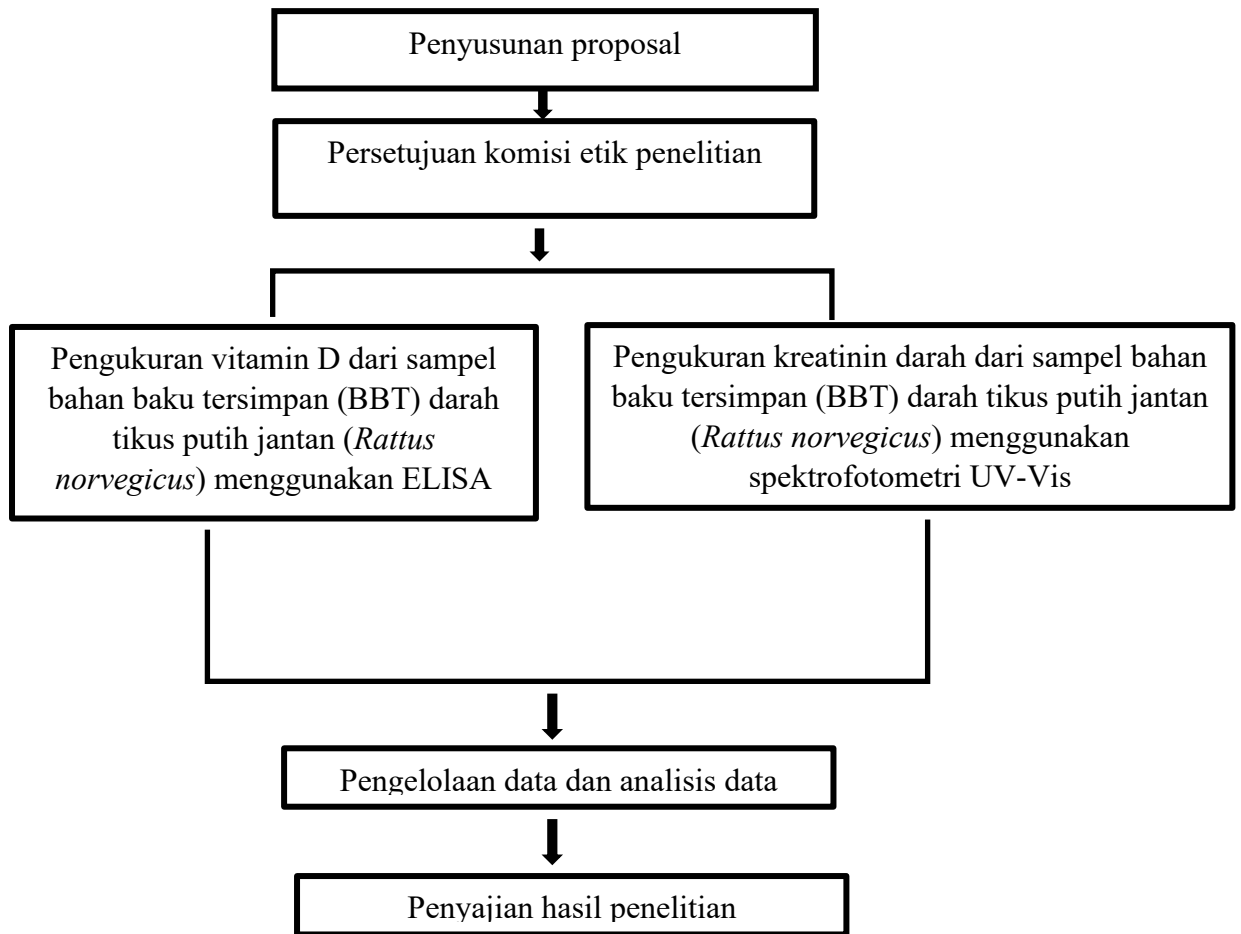 Penyusunan proposal
Persetujuan komisi etik penelitian
Pengukuran vitamin D dari sampel
bahan baku tersimpan (BBT) darah
tikus putih jantan (Rattus
norvegicus) menggunakan ELISA
Pengukuran kreatinin darah dari sampel bahan
baku tersimpan (BBT) darah tikus putih jantan
(Rattus norvegicus) menggunakan
spektrofotometri UV-Vis
Pengelolaan data dan analisis data
Penyajian hasil penelitian